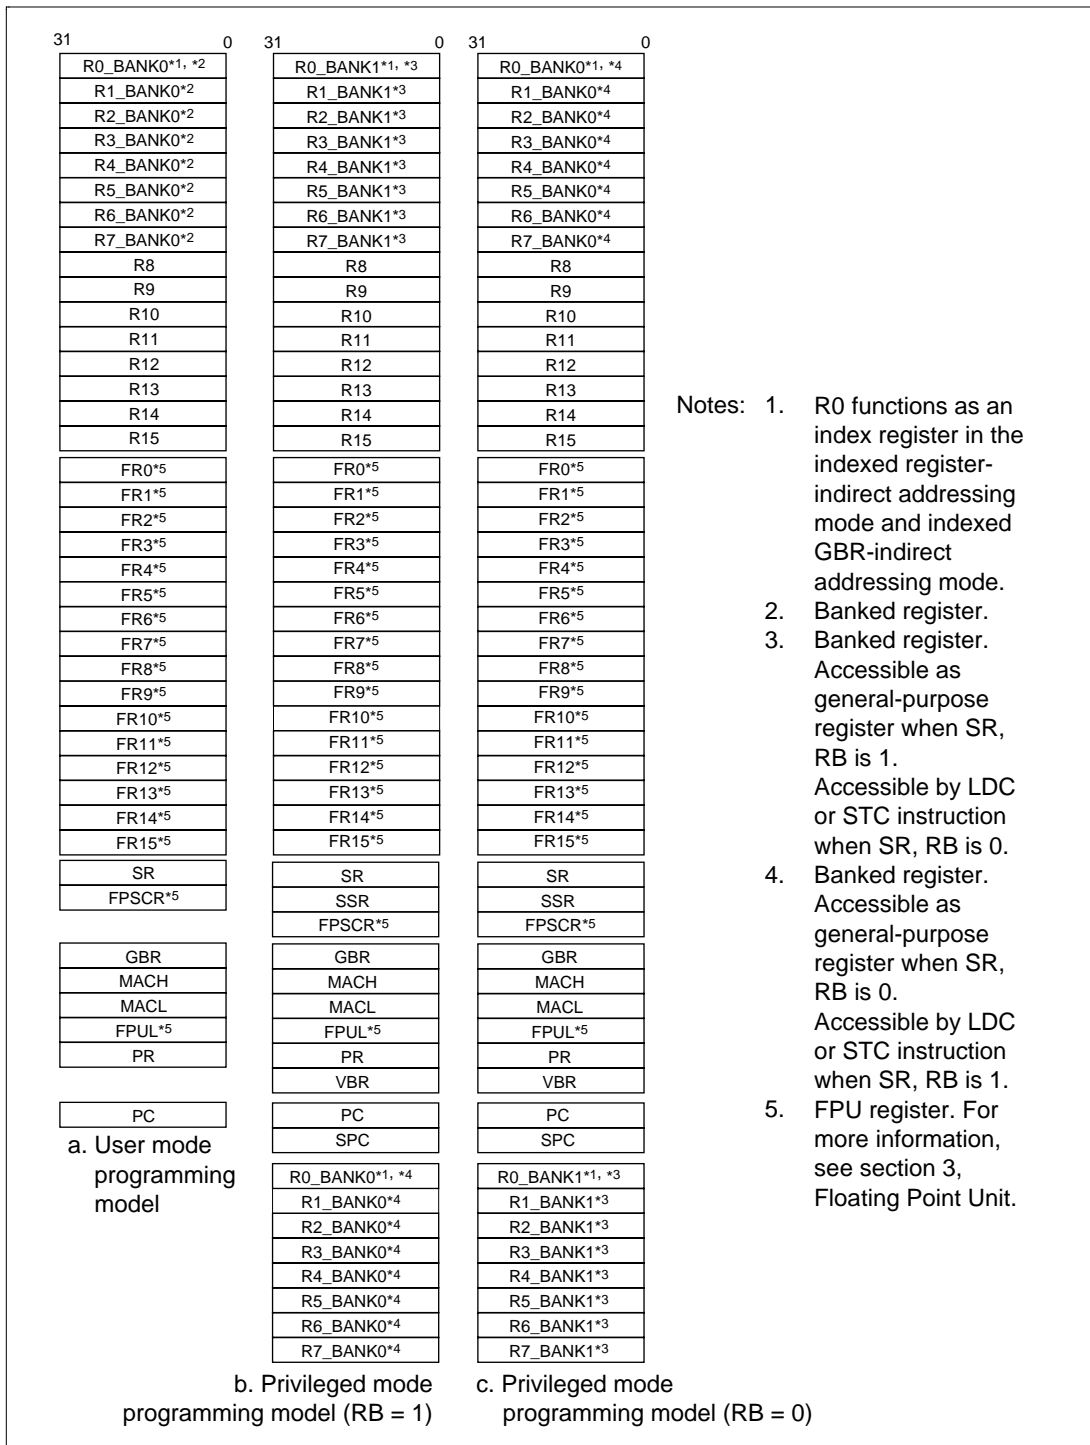 31 0 31 0 31 0
R0_BANK0*1, *2 R0_BANK1*1, *3 R0_BANK0*1, *4
R1_BANK0*2 R1_BANK1*3 R1_BANK0*4
R2_BANK0*2 R2_BANK1*3 R2_BANK0*4
R3_BANK0*2 R3_BANK1*3 R3_BANK0*4
R4_BANK0*2 R4_BANK1*3 R4_BANK0*4
R5_BANK0*2 R5_BANK1*3 R5_BANK0*4
R6_BANK0*2 R6_BANK1*3 R6_BANK0*4
R7_BANK0*2 R7_BANK1*3 R7_BANK0*4
R8 R8 R8
R9 R9 R9
R10 R10 R10
R11 R11 R11
R12 R12 R12
R13 R13 R13
R14 R14 R14
R15 R15 R15
FR0*5 FR0*5 FR0*5
FR1*5 FR1*5 FR1*5
FR2*5 FR2*5 FR2*5
FR3*5 FR3*5 FR3*5
FR4*5 FR4*5 FR4*5
FR5*5 FR5*5 FR5*5
FR6*5 FR6*5 FR6*5
FR7*5 FR7*5 FR7*5
FR8*5 FR8*5 FR8*5
FR9*5 FR9*5 FR9*5
FR10*5 FR10*5 FR10*5
FR11*5 FR11*5 FR11*5
FR12*5 FR12*5 FR12*5
FR13*5 FR13*5 FR13*5
FR14*5 FR14*5 FR14*5
FR15*5 FR15*5 FR15*5
SR SR SR
FPSCR*5 SSR SSR
FPSCR*5 FPSCR*5
GBR GBR GBR
MACH MACH MACH
MACL MACL MACL
FPUL*5 FPUL*5 FPUL*5
PR PR PR
VBR VBR
PC PC PC
SPC SPC
a. User mode
programming
model
R0_BANK0*1, *4 R0_BANK1*1, *3
R1_BANK0*4 R1_BANK1*3
R2_BANK0*4 R2_BANK1*3
R3_BANK0*4 R3_BANK1*3
R4_BANK0*4 R4_BANK1*3
R5_BANK0*4 R5_BANK1*3
R6_BANK0*4 R6_BANK1*3
R7_BANK0*4 R7_BANK1*3
b. Privileged mode
programming model (RB = 1)
c. Privileged mode
programming model (RB = 0)
Notes: 1. R0 functions as an
index register in the
indexed register-
indirect addressing
mode and indexed
GBR-indirect
addressing mode.
2. Banked register.
3. Banked register.
Accessible as
general-purpose
register when SR,
RB is 1.
Accessible by LDC
or STC instruction
when SR, RB is 0.
4. Banked register.
Accessible as
general-purpose
register when SR,
RB is 0.
Accessible by LDC
or STC instruction
when SR, RB is 1.
5. FPU register. For
more information,
see section 3,
Floating Point Unit.